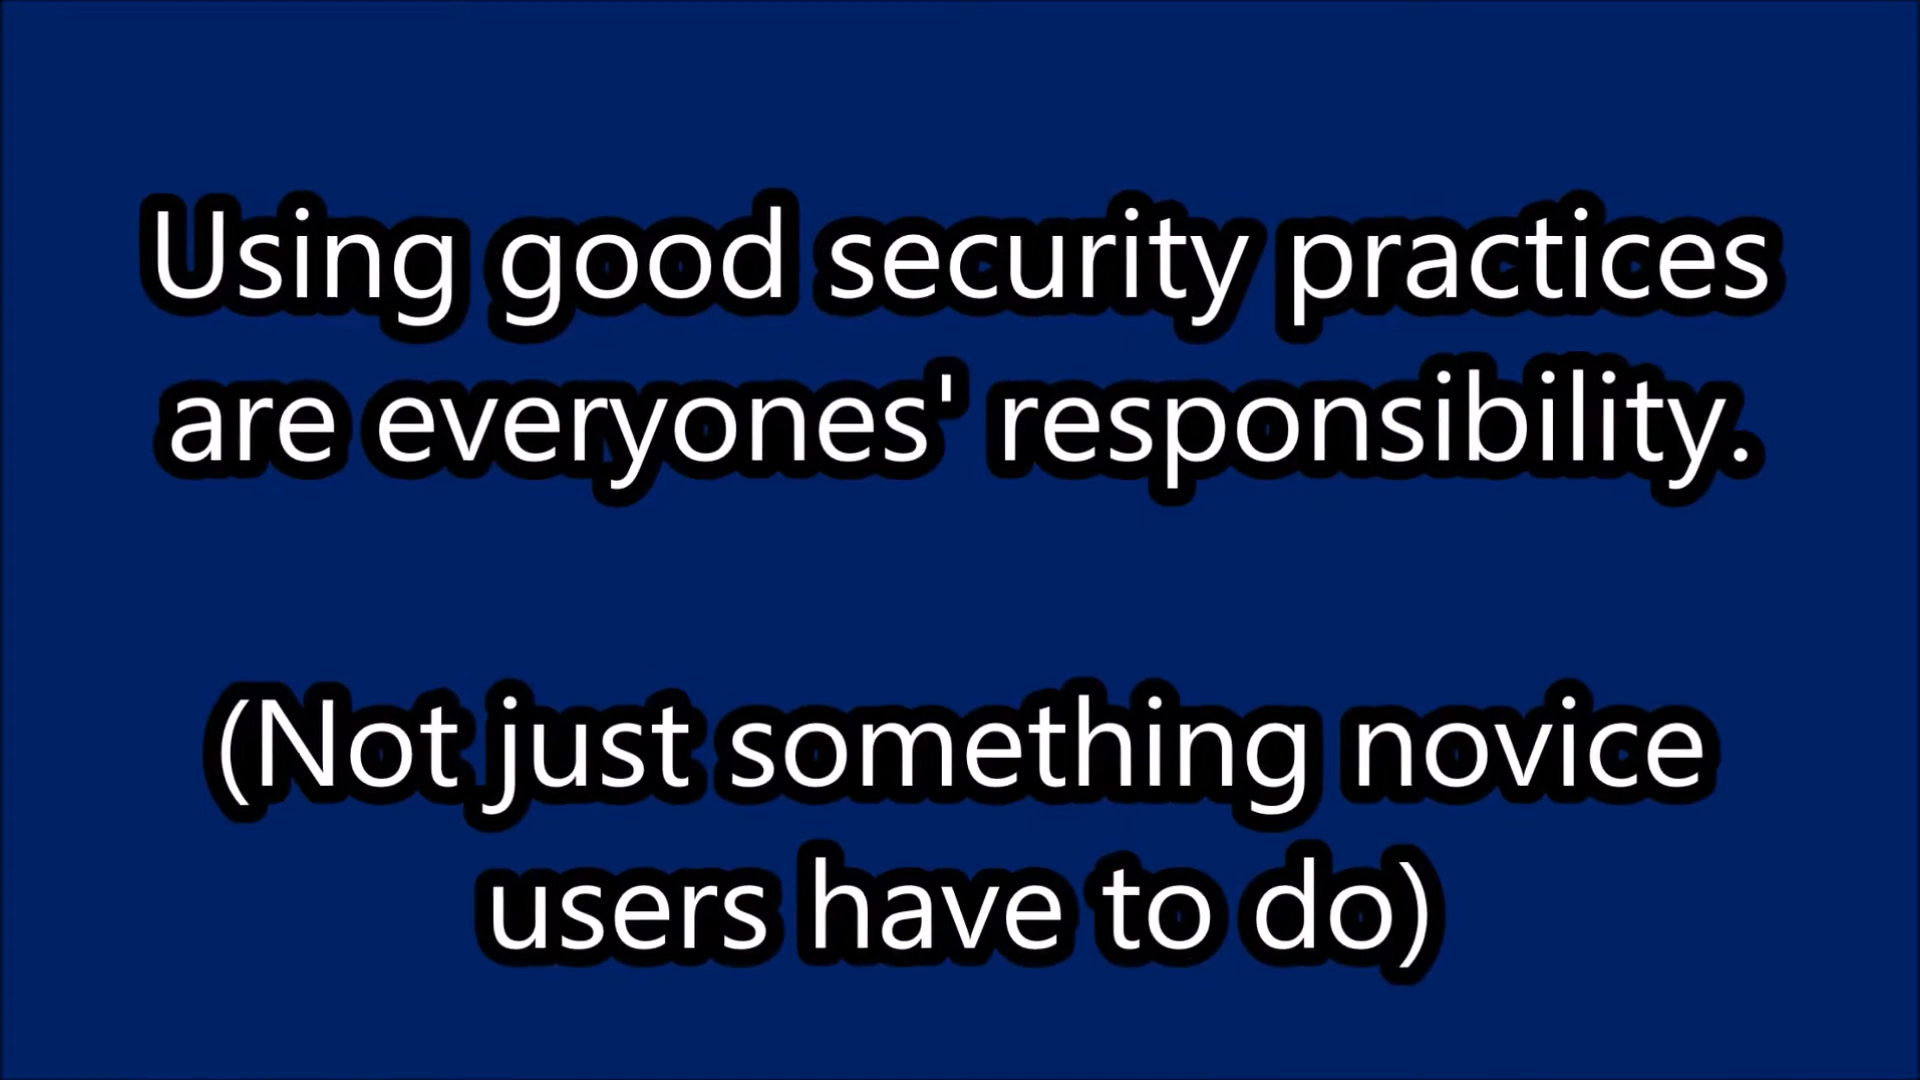 Using good security practices
are everyones' responsibility.
(Not just something novice
users have to do)